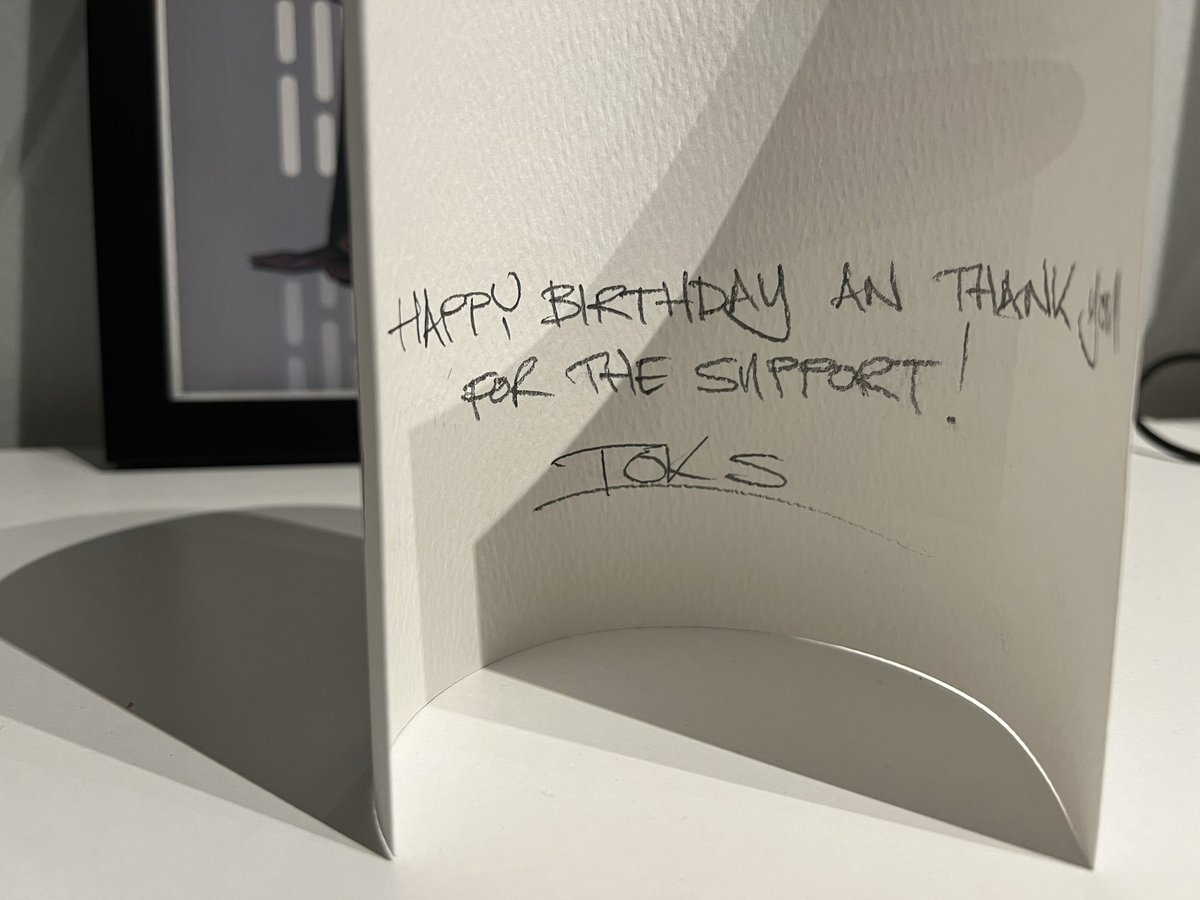 HAPPY BIRTHDAY AN THANK YOU
FOR THE SUPPORT!
TOKS